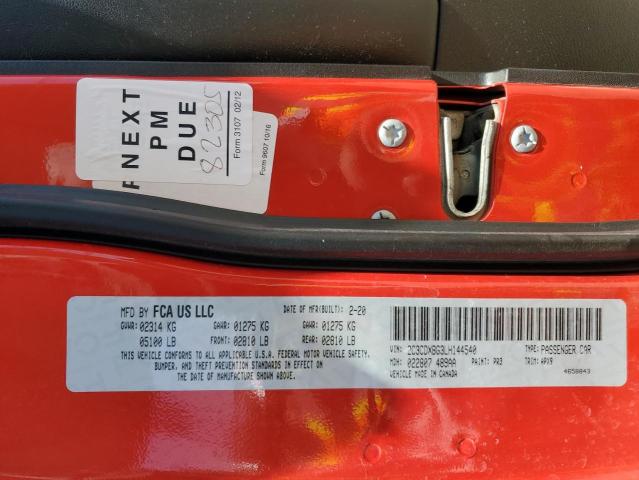 NEXT
PM
DUE
82305
Form 3107 02/12
Form 9607 10/16
MFD BY FCA US LLC
DATE OF MFR(BUILT): 2-20
GVWR: 02314 KG GAWR: 01275 KG GAWR: 01275 KG
05100 LB FRONT: 02810 LB REAR: 02810 LB
THIS VEHICLE CONFORMS TO ALL APPLICABLE U.S.A. FEDERAL MOTOR VEHICLE SAFETY,
BUMPER, AND THEFT PREVENTION STANDARDS IN EFFECT ON
THE DATE OF MANUFACTURE SHOWN ABOVE.
VIN: 2C3CDXBG3LH144540 TYPE: PASSENGER CAR
MDH: 022807 489AA PAINT: PR3 TRIM: APX9
VEHICLE MADE IN CANADA
4658843